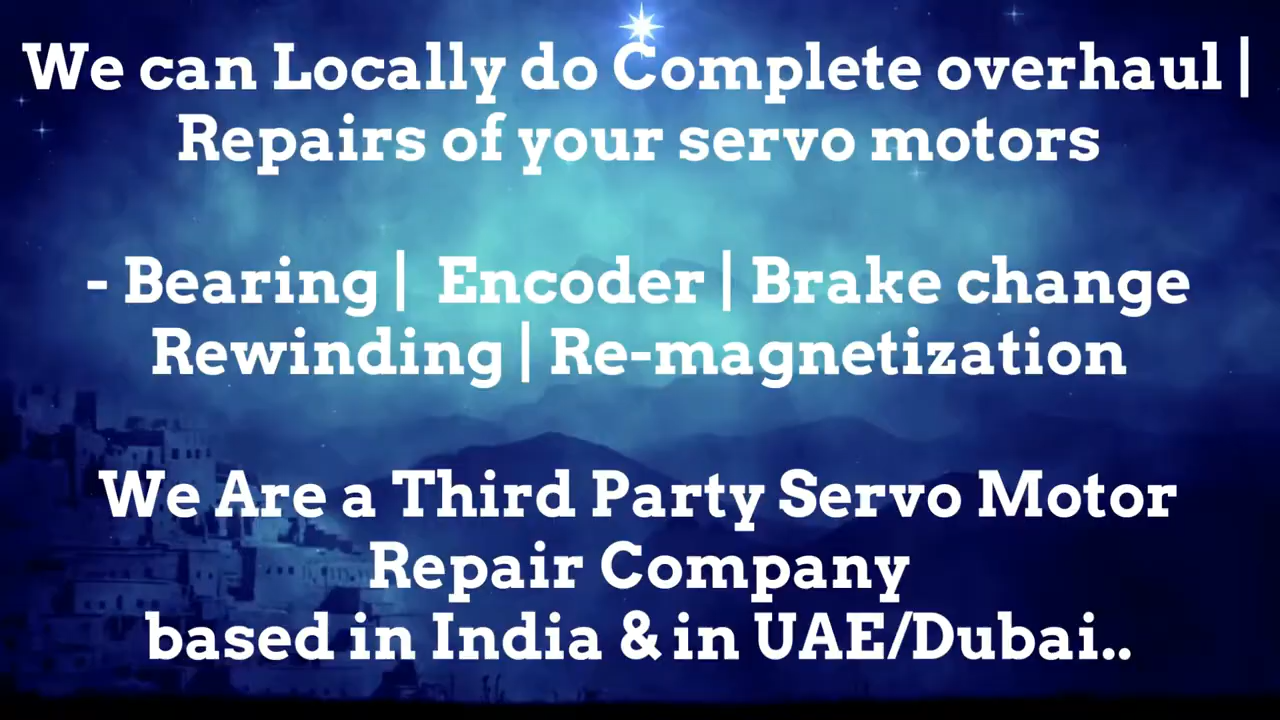 We can Locally do Complete overhaul |
Repairs of your servo motors
- Bearing | Encoder | Brake change
Rewinding | Re-magnetization
We Are a Third Party Servo Motor
Repair Company
based in India & in UAE/Dubai..